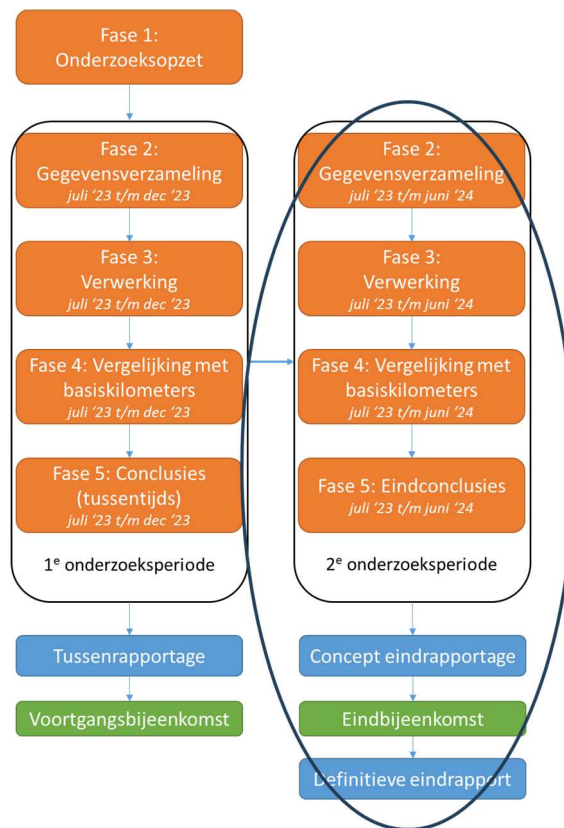 Fase 1:
Onderzoeksopzet
Fase 2:
Gegevensverzameling
juli ‘23 t/m dec ‘23
Fase 3:
Verwerking
juli ‘23 t/m dec ‘23
Fase 4: Vergelijking met
basiskilometers
juli ‘23 t/m dec ‘23
Fase 5: Conclusies
(tussentijds)
juli ‘23 t/m dec ‘23
1e onderzoeksperiode
Tussenrapportage
Voortgangsbijeenkomst
Fase 2:
Gegevensverzameling
juli ‘23 t/m juni ‘24
Fase 3:
Verwerking
juli ‘23 t/m juni ‘24
Fase 4: Vergelijking met
basiskilometers
juli ‘23 t/m juni ‘24
Fase 5: Eindconclusies
juli ‘23 t/m juni ‘24
2e onderzoeksperiode
Concept eindrapportage
Eindbijeenkomst
Definitieve eindrapport